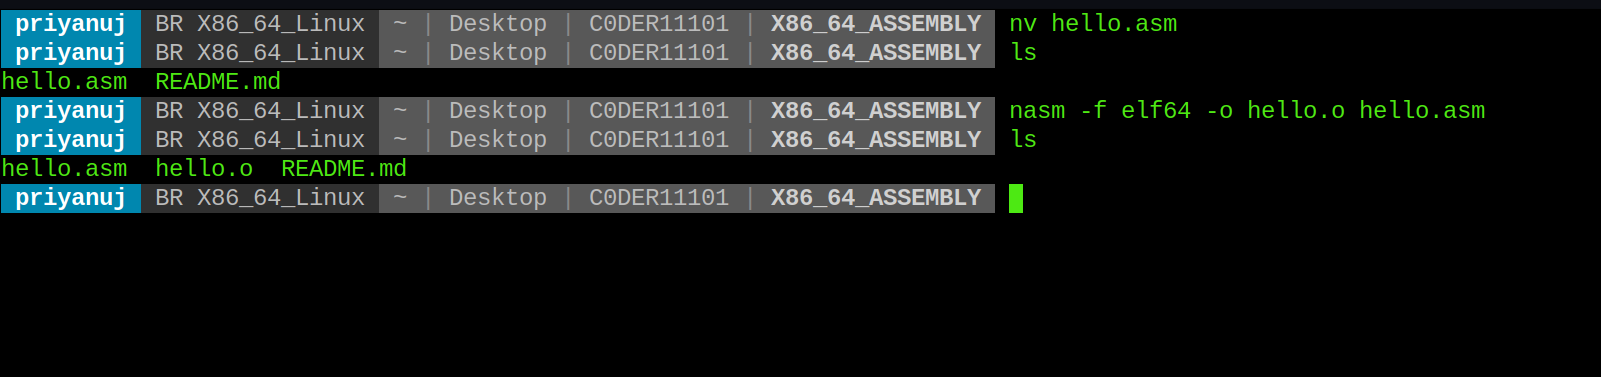 priyanuj BR X86_64_Linux ~ | Desktop | C0DER11101 | X86_64_ASSEMBLY nv hello.asm
priyanuj BR X86_64_Linux ~ | Desktop | C0DER11101 | X86_64_ASSEMBLY ls
hello.asm README.md
priyanuj BR X86_64_Linux ~ | Desktop | C0DER11101 | X86_64_ASSEMBLY nasm -f elf64 -o hello.o hello.asm
priyanuj BR X86_64_Linux ~ | Desktop | C0DER11101 | X86_64_ASSEMBLY ls
hello.asm hello.o README.md
priyanuj BR X86_64_Linux ~ | Desktop | C0DER11101 | X86_64_ASSEMBLY